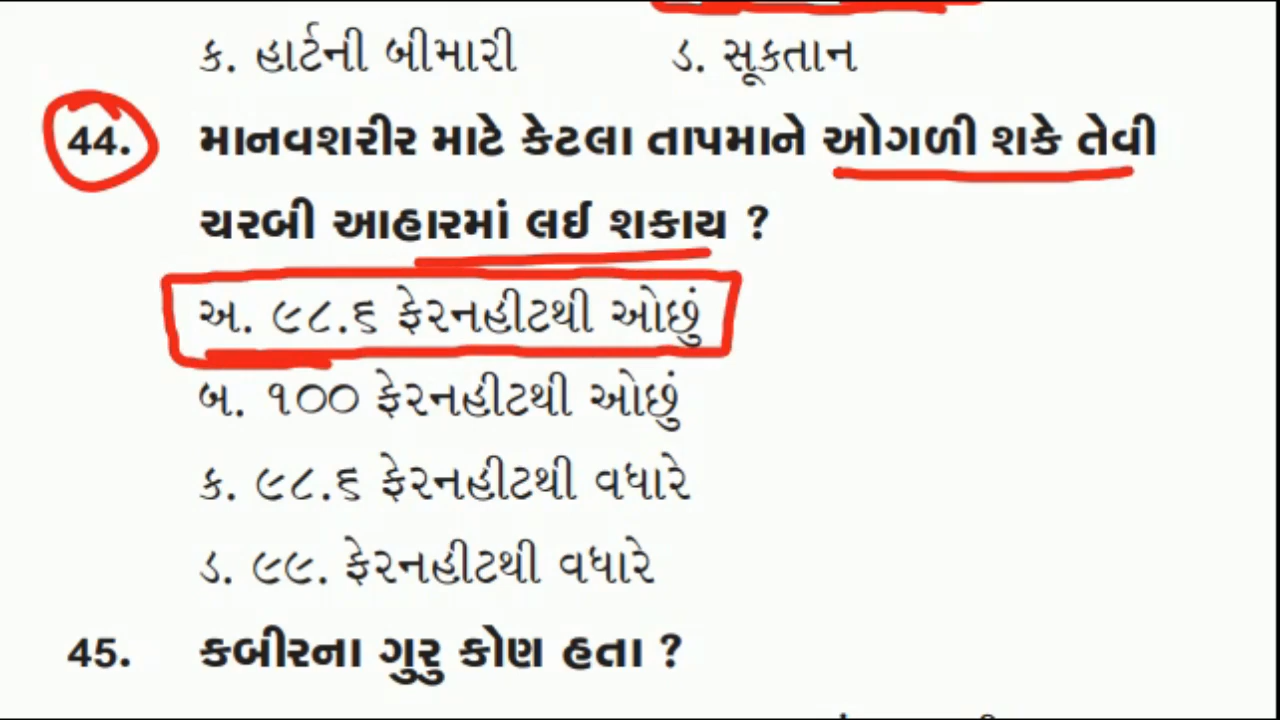 ક. હાર્ટની બીમારી ડ. સૂકતાન
44. માનવશરીર માટે કેટલા તાપમાને ઓગળી શકે તેવી
ચરબી આહારમાં લઈ શકાય ?
અ. ૯૮.૬ ફેરનહીટથી ઓછું
બ. ૧૦૦ ફેરનહીટથી ઓછું
ક. ૯૮.૬ ફેરનહીટથી વધારે
ડ. ૯૯. ફેરનહીટથી વધારે
45. કબીરના ગુરુ કોણ હતા ?